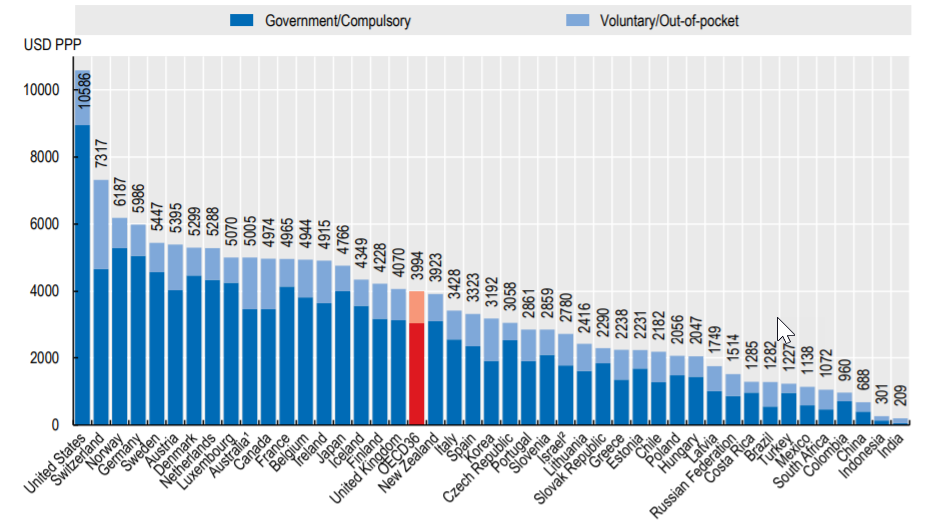 Government/Compulsory Voluntary/Out-of-pocket
USD PPP
10000
8000
6000
4000
2000
0
10586
7317
6187
5986
5447
5395
5299
5288
5070
5005
4974
4965
4944
4915
4766
4349
4228
4070
3994
3923
3428
3323
3192
3058
2861
2859
2780
2416
2290
2238
2231
2182
2056
2047
1749
1514
1285
1282
1227
1138
1072
960
688
301
209
United States
Switzerland
Norway
Germany
Sweden
Austria
Denmark
Netherlands
Luxembourg
Australia¹
Canada
France
Belgium
Ireland
Japan
Iceland
Finland
United Kingdom
OECD36
New Zealand
Italy
Spain
Korea
Czech Republic
Portugal
Slovenia
Israel²
Lithuania
Slovak Republic
Greece
Estonia
Chile
Poland
Hungary
Latvia
Russian Federation
Costa Rica
Brazil
Turkey
Mexico
South Africa
Colombia
China
Indonesia
India